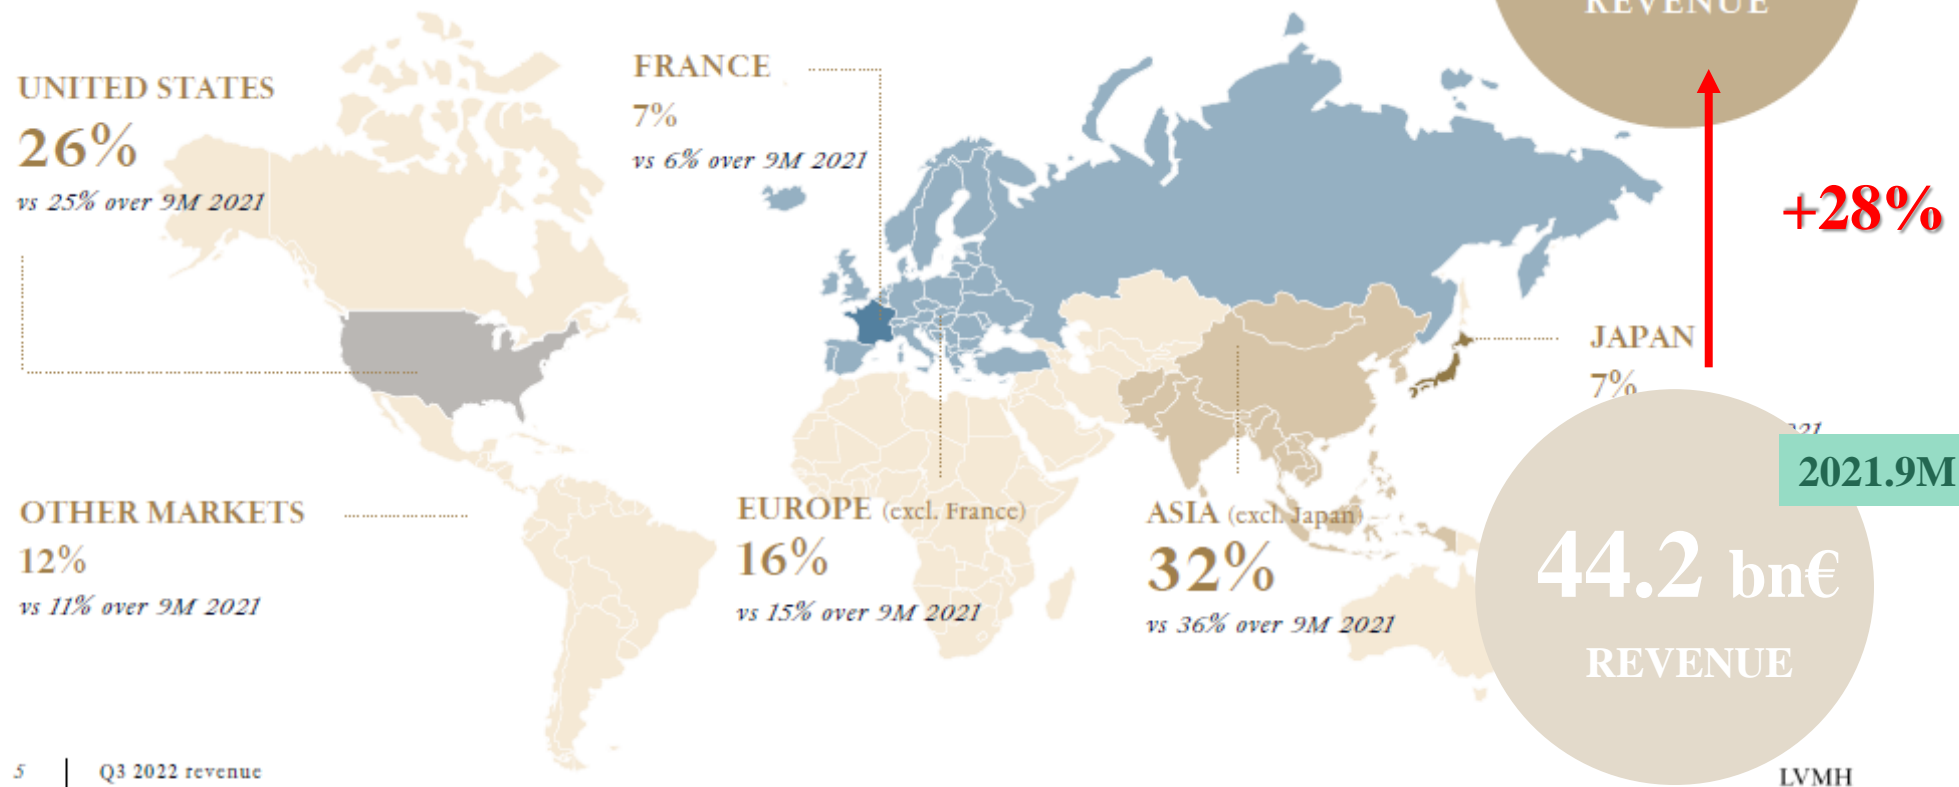 REVENUE
UNITED STATES
26%
vs 25% over 9M 2021
FRANCE
7%
vs 6% over 9M 2021
+28%
JAPAN
7%
2021.9M
OTHER MARKETS
12%
vs 11% over 9M 2021
EUROPE (excl. France)
16%
vs 15% over 9M 2021
ASIA (excl. Japan)
32%
vs 36% over 9M 2021
44.2 bn€
REVENUE
5 | Q3 2022 revenue
LVMH